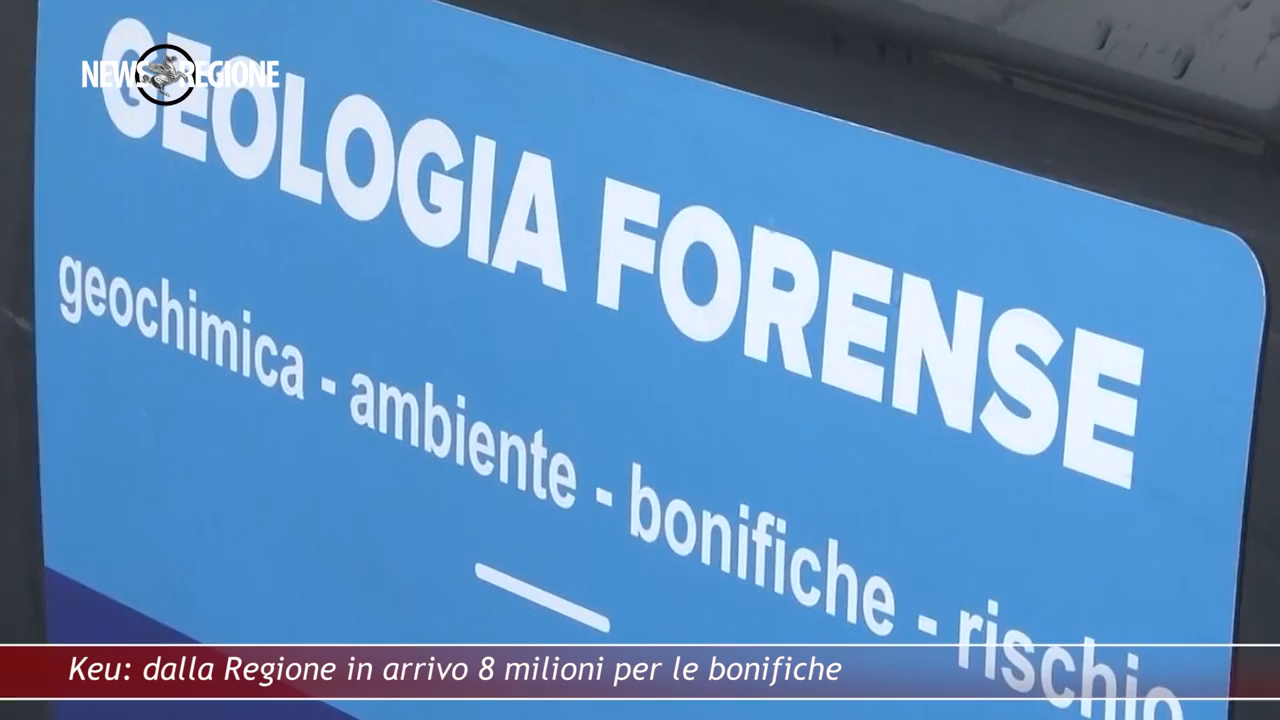 NEWS REGIONE
GEOLOGIA FORENSE
geochimica - ambiente - bonifiche - rischio
Keu: dalla Regione in arrivo 8 milioni per le bonifiche